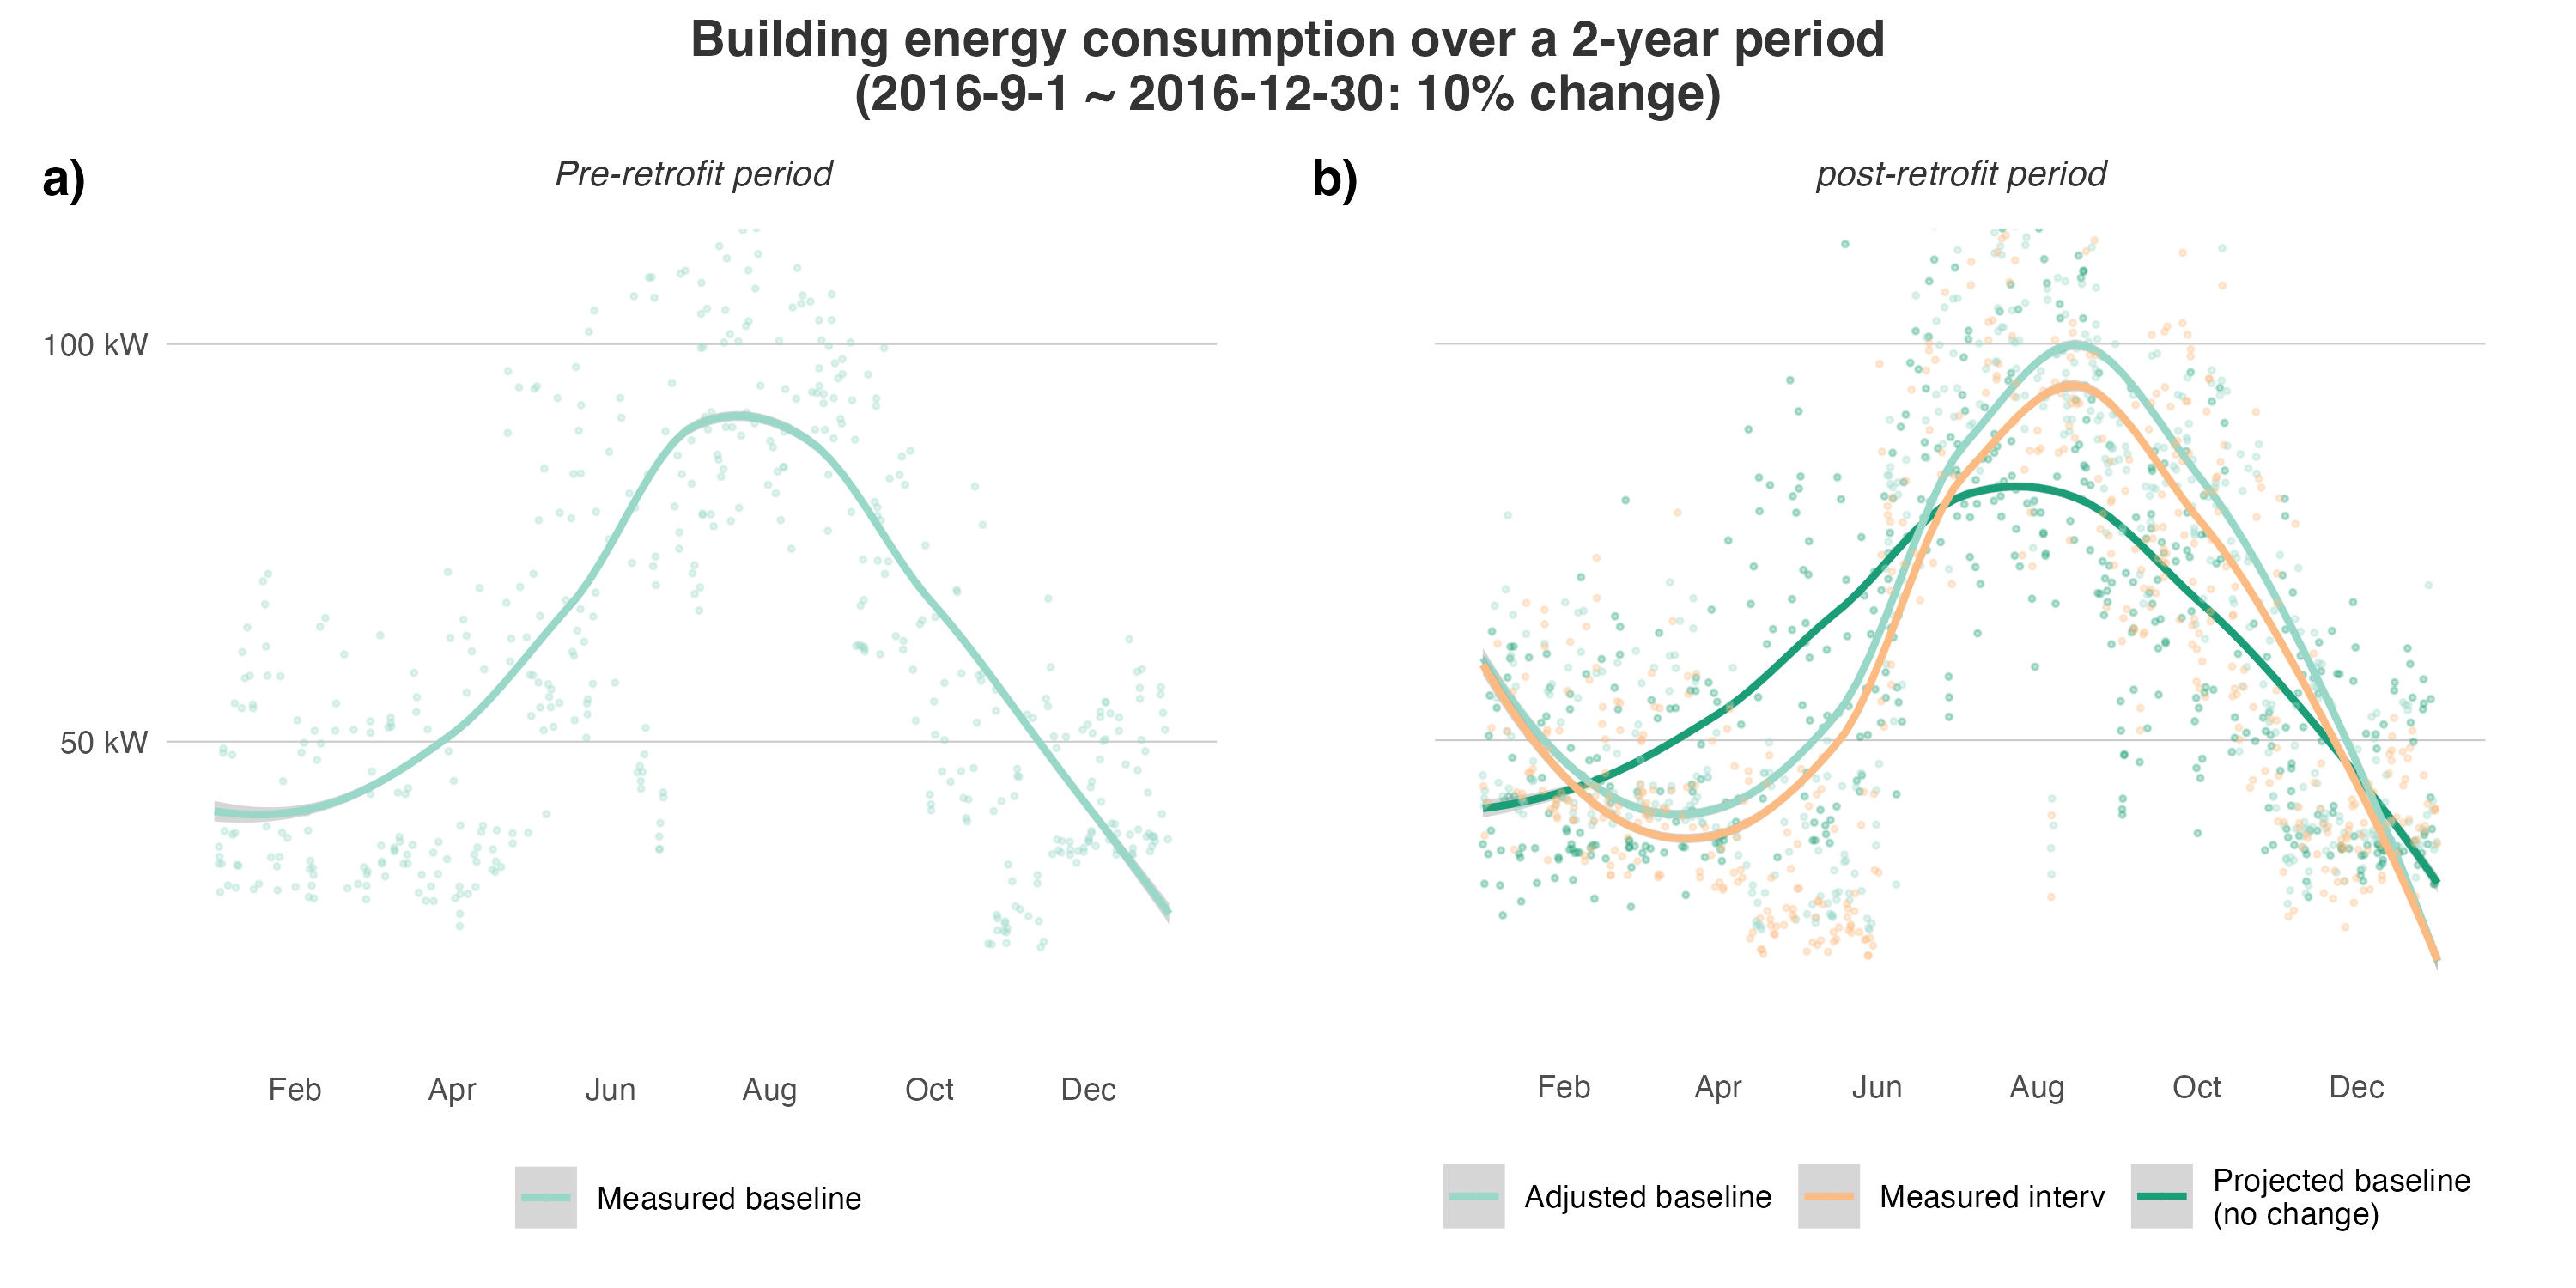 Building energy consumption over a 2-year period
(2016-9-1 ~ 2016-12-30: 10% change)
a)
Pre-retrofit period
100 kW
50 kW
Feb Apr Jun Aug Oct Dec
Measured baseline
b)
post-retrofit period
Feb Apr Jun Aug Oct Dec
Adjusted baseline
Measured interv
Projected baseline
(no change)